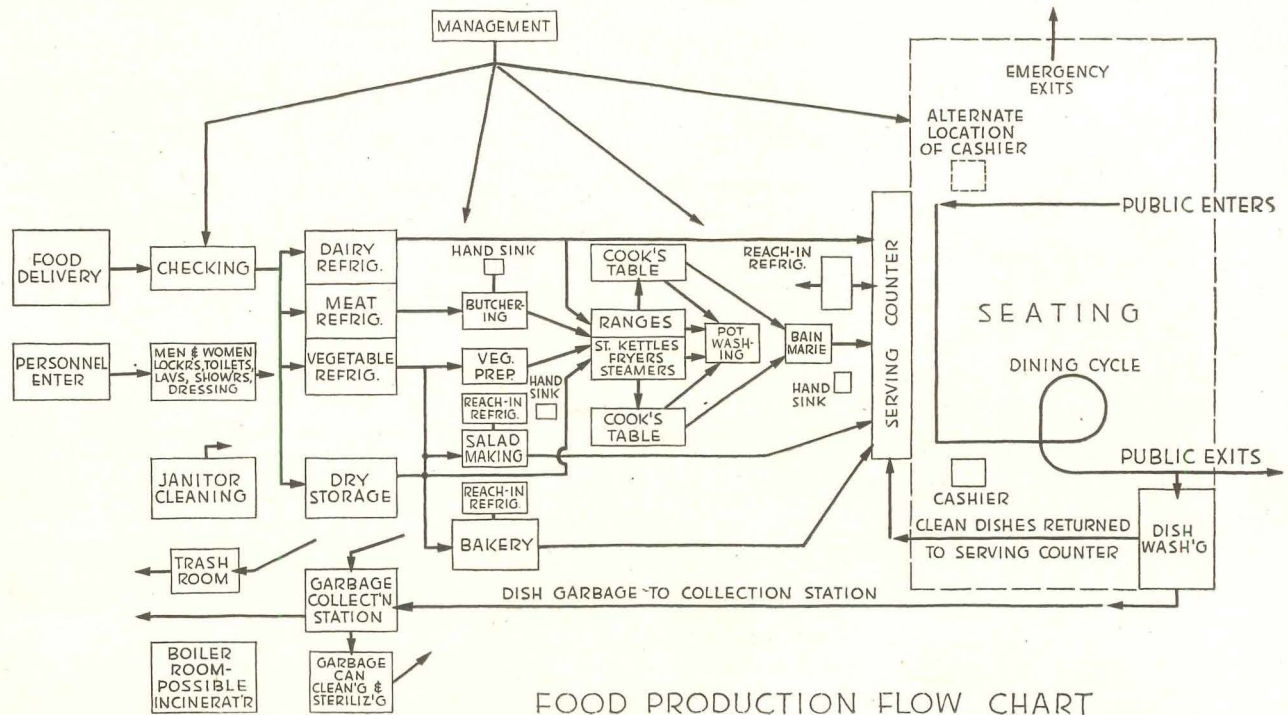 MANAGEMENT
EMERGENCY
EXITS
ALTERNATE
LOCATION
OF CASHIER
PUBLIC ENTERS
FOOD
DELIVERY
CHECKING
DAIRY
REFRIG.
HAND SINK
COOK'S
TABLE
REACH-IN
REFRIG.
MEAT
REFRIG.
BUTCHER-
ING
RANGES
ST. KETTLES
FRYERS
STEAMERS
POT
WASH-
ING
BAIN
MARIE
SERVING COUNTER
SEATING
PERSONNEL
ENTER
MEN & WOMEN
LOCKRS, TOILETS,
LAVS, SHOWRS,
DRESSING
VEGETABLE
REFRIG.
VEG.
PREP.
HAND
SINK
HAND
SINK
DINING CYCLE
REACH-IN
REFRIG.
SALAD
MAKING
COOK'S
TABLE
JANITOR
CLEANING
DRY
STORAGE
PUBLIC EXITS
CASHIER
REACH-IN
REFRIG.
BAKERY
CLEAN DISHES RETURNED
TO SERVING COUNTER
DISH
WASH'G
TRASH
ROOM
GARBAGE
COLLECT'N
STATION
DISH GARBAGE TO COLLECTION STATION
BOILER
ROOM-
POSSIBLE
INCINERAT'R
GARBAGE
CAN
CLEAN'G &
STERILIZ'G
FOOD PRODUCTION FLOW CHART